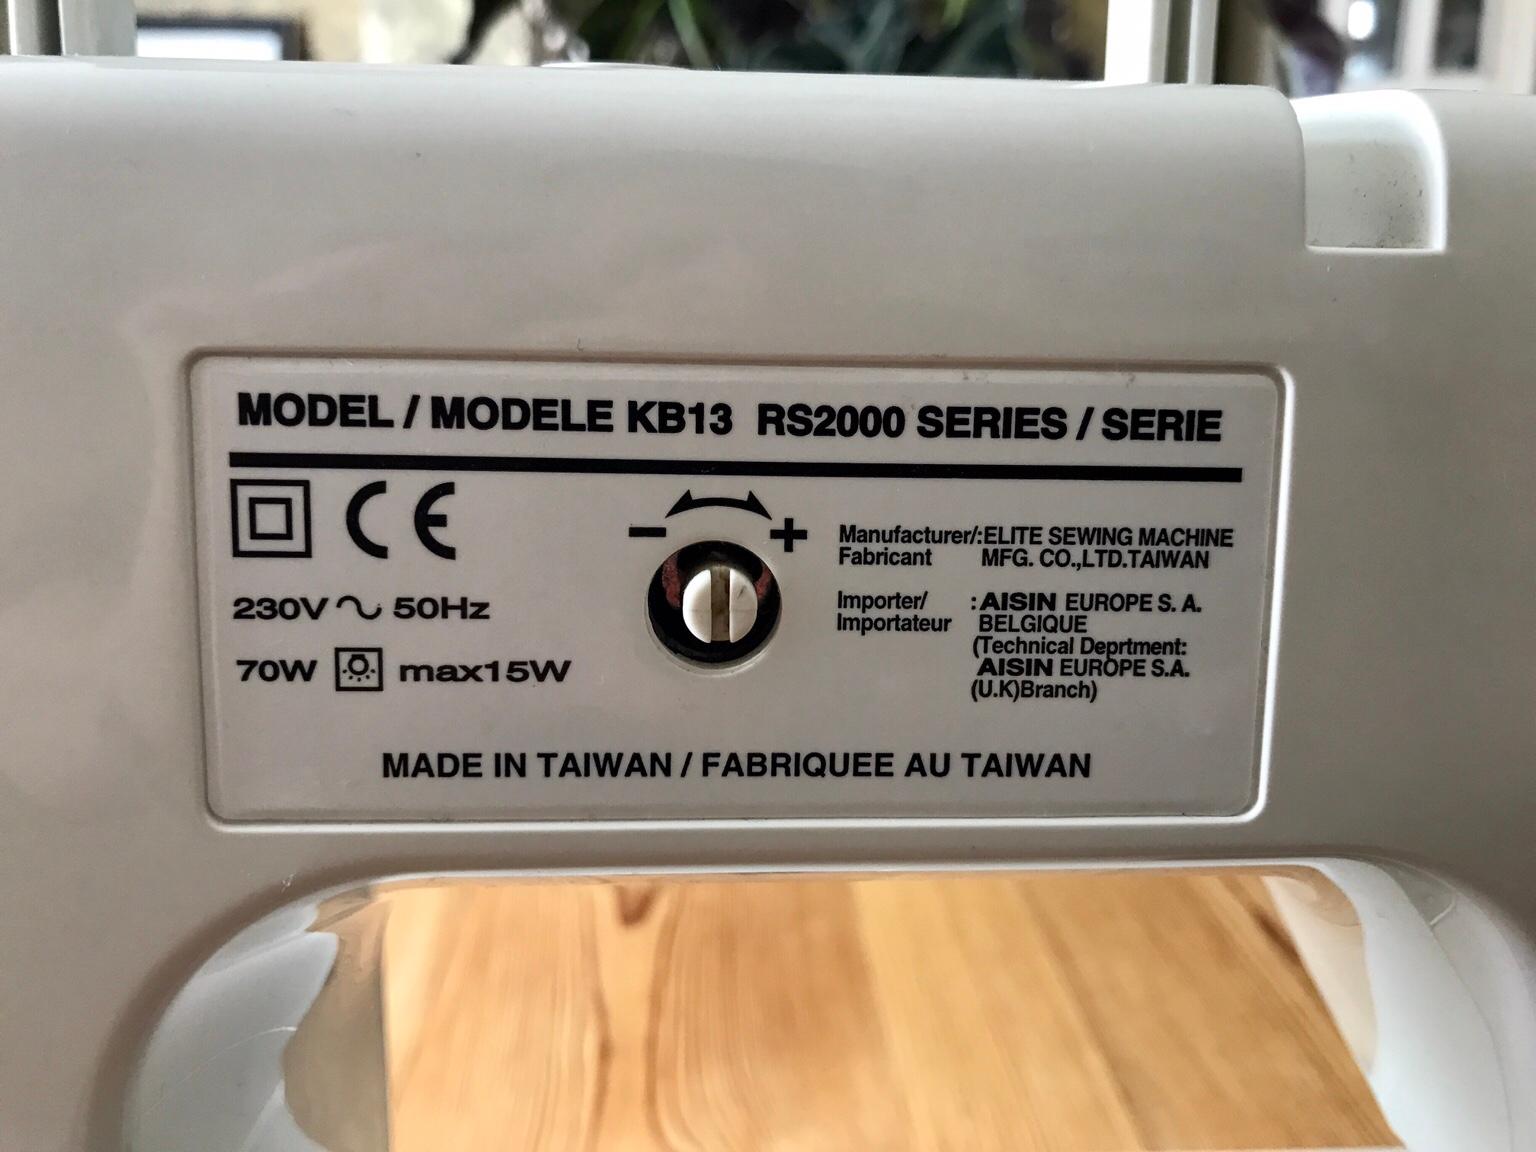 MODEL / MODELE KB13 RS2000 SERIES / SERIE
CE
230V ~ 50Hz
70W max15W
- +
Manufacturer/:ELITE SEWING MACHINE
Fabricant MFG. CO.,LTD.TAIWAN
Importer/ :AISIN EUROPE S. A.
Importateur BELGIQUE
(Technical Deprtment:
AISIN EUROPE S.A.
(U.K)Branch)
MADE IN TAIWAN / FABRIQUEE AU TAIWAN